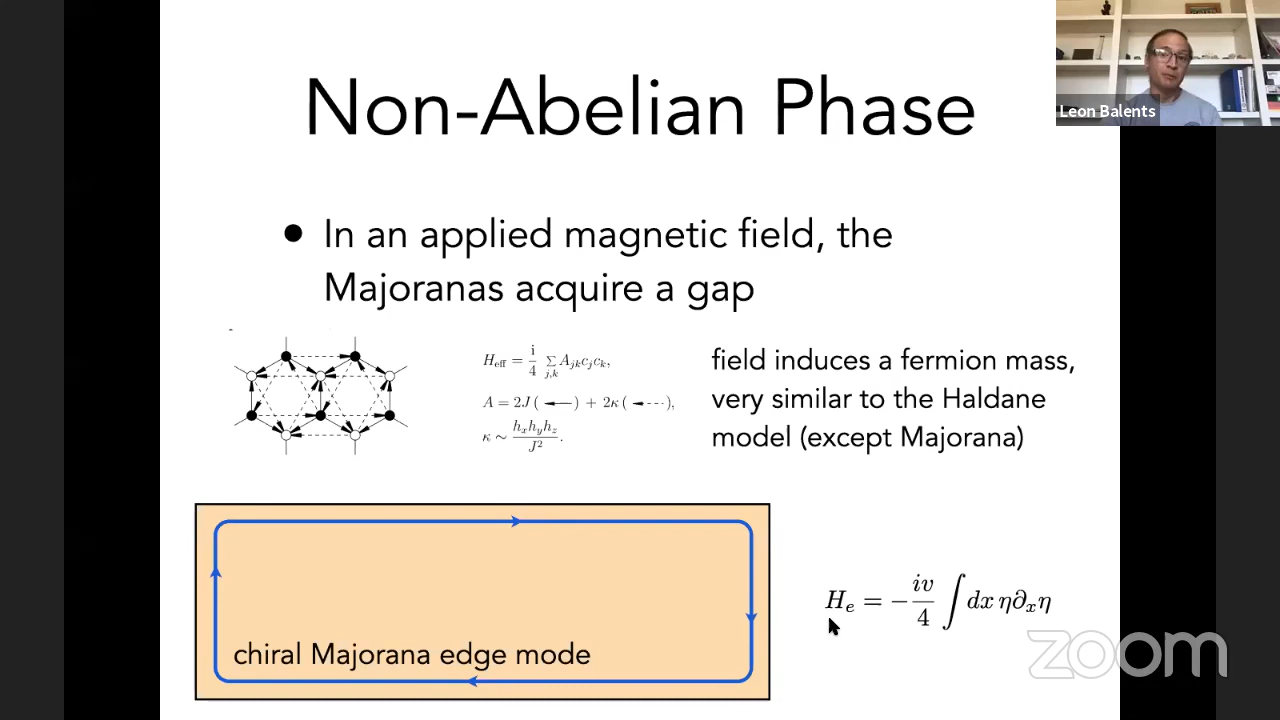 Leon Balents
Non-Abelian Phase
• In an applied magnetic field, the
Majoranas acquire a gap
H_eff = i/4 ∑_{j,k} A_{jk} c_j c_k,
A = 2J (←) + 2κ (⇠),
κ ∼ h_x h_y h_z / J².
field induces a fermion mass,
very similar to the Haldane
model (except Majorana)
chiral Majorana edge mode
H_e = − iv/4 ∫ dx η∂_x η
zoom